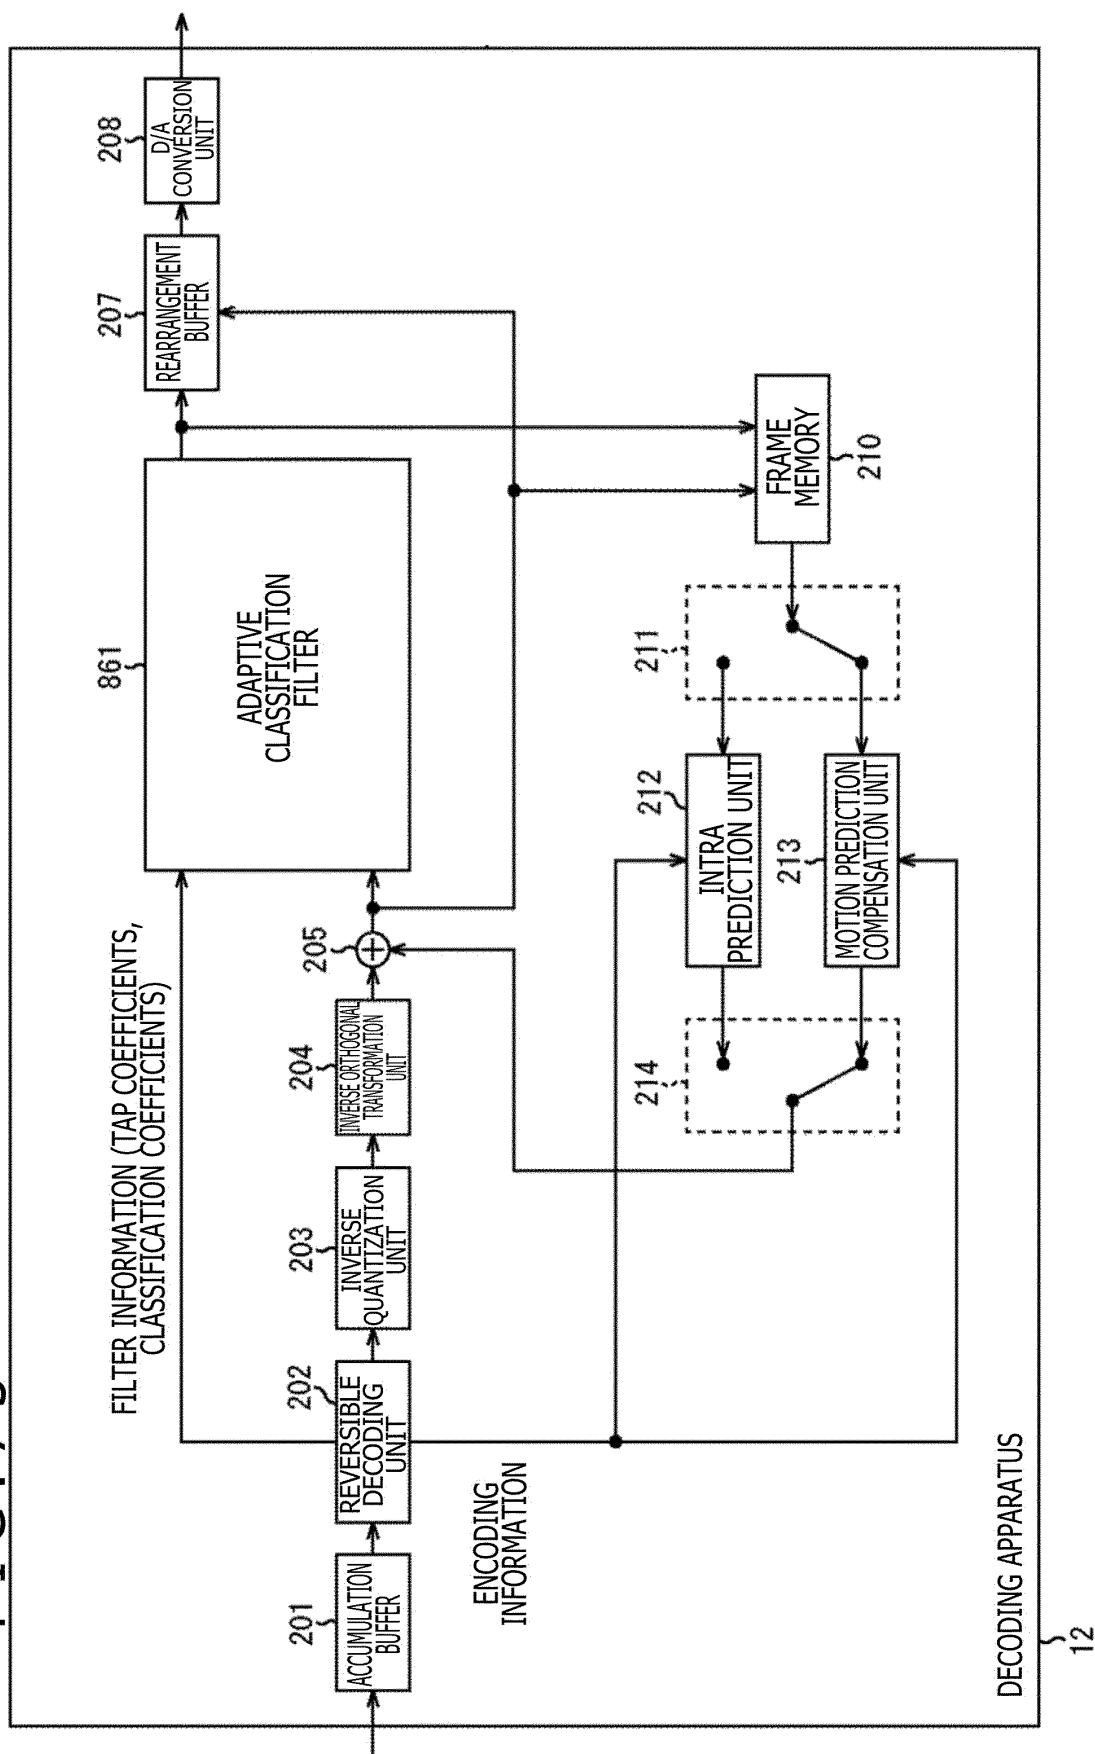 FILTER INFORMATION (TAP COEFFICIENTS,
CLASSIFICATION COEFFICIENTS)
861
ADAPTIVE
CLASSIFICATION
FILTER
207
REARRANGEMENT
BUFFER
208
D/A
CONVERSION
UNIT
201
ACCUMULATION
BUFFER
202
REVERSIBLE
DECODING
UNIT
203
INVERSE
QUANTIZATION
UNIT
204
INVERSE ORTHOGONAL
TRANSFORMATION
UNIT
205
ENCODING
INFORMATION
214
212
INTRA
PREDICTION UNIT
213
MOTION PREDICTION
COMPENSATION UNIT
211
FRAME
MEMORY
210
DECODING APPARATUS
12